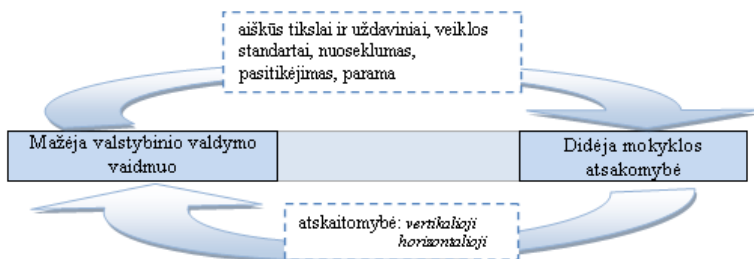 aiškūs tikslai ir uždaviniai, veiklos
standartai, nuoseklumas,
pasitikėjimas, parama
Mažėja valstybinio valdymo
vaidmuo
Didėja mokyklos
atsakomybė
atskaitomybė: vertikalioji
horizontalioji